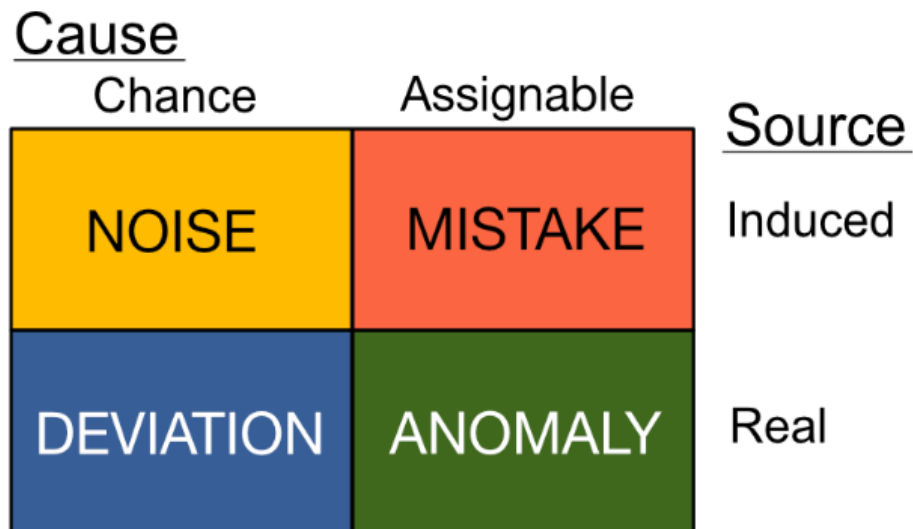 Cause
Chance Assignable
Source
NOISE MISTAKE Induced
DEVIATION ANOMALY Real